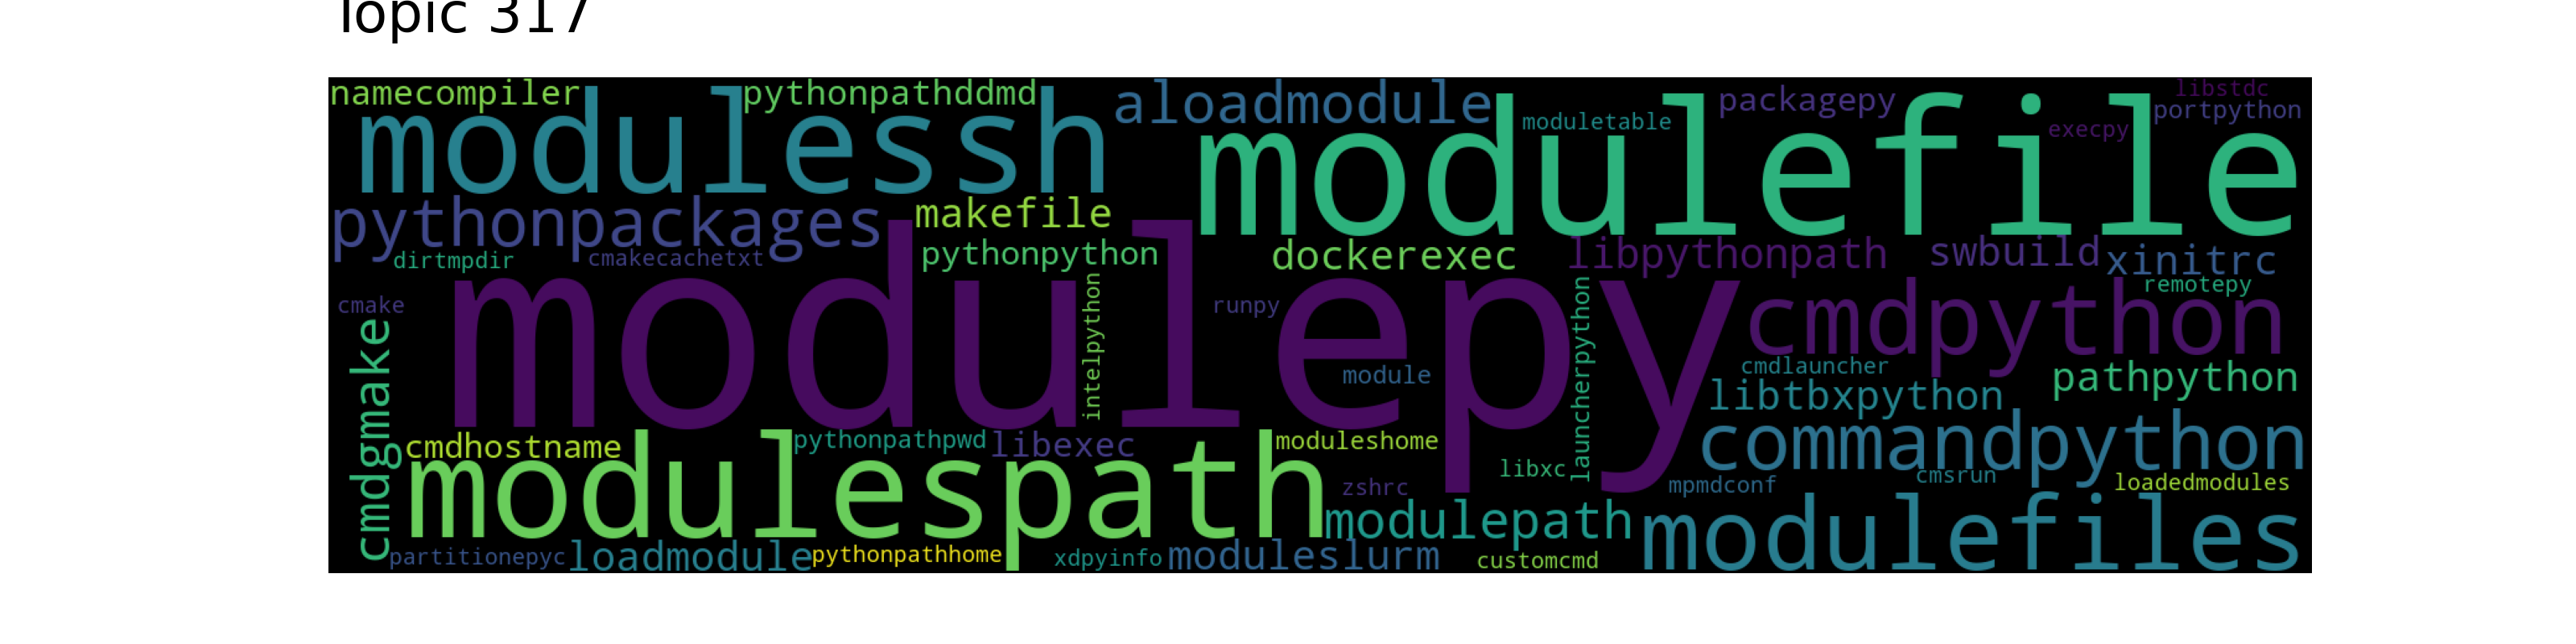 Topic 317
namecompiler pythonpathddmd aloadmodule packagepy libstdc
portpython
modulessh modulefile moduletable execpy
pythonpackages makefile
dirtmpdir cmakecachetxt pythonpython dockerexec libpythonpath swbuild xinitrc
remotepy
cmake modulepy runpy cmdpython
intelpython launcherpython
cmdgmake module cmdlauncher pathpython
libtbxpython
cmdhostname pythonpathpwd libexec moduleshome commandpython
libxc
modulespath zshrc mpmdconf cmsrun loadedmodules
modulepath modulefiles
partitionepyc loadmodule pythonpathhome xdpyinfo moduleslurm customcmd